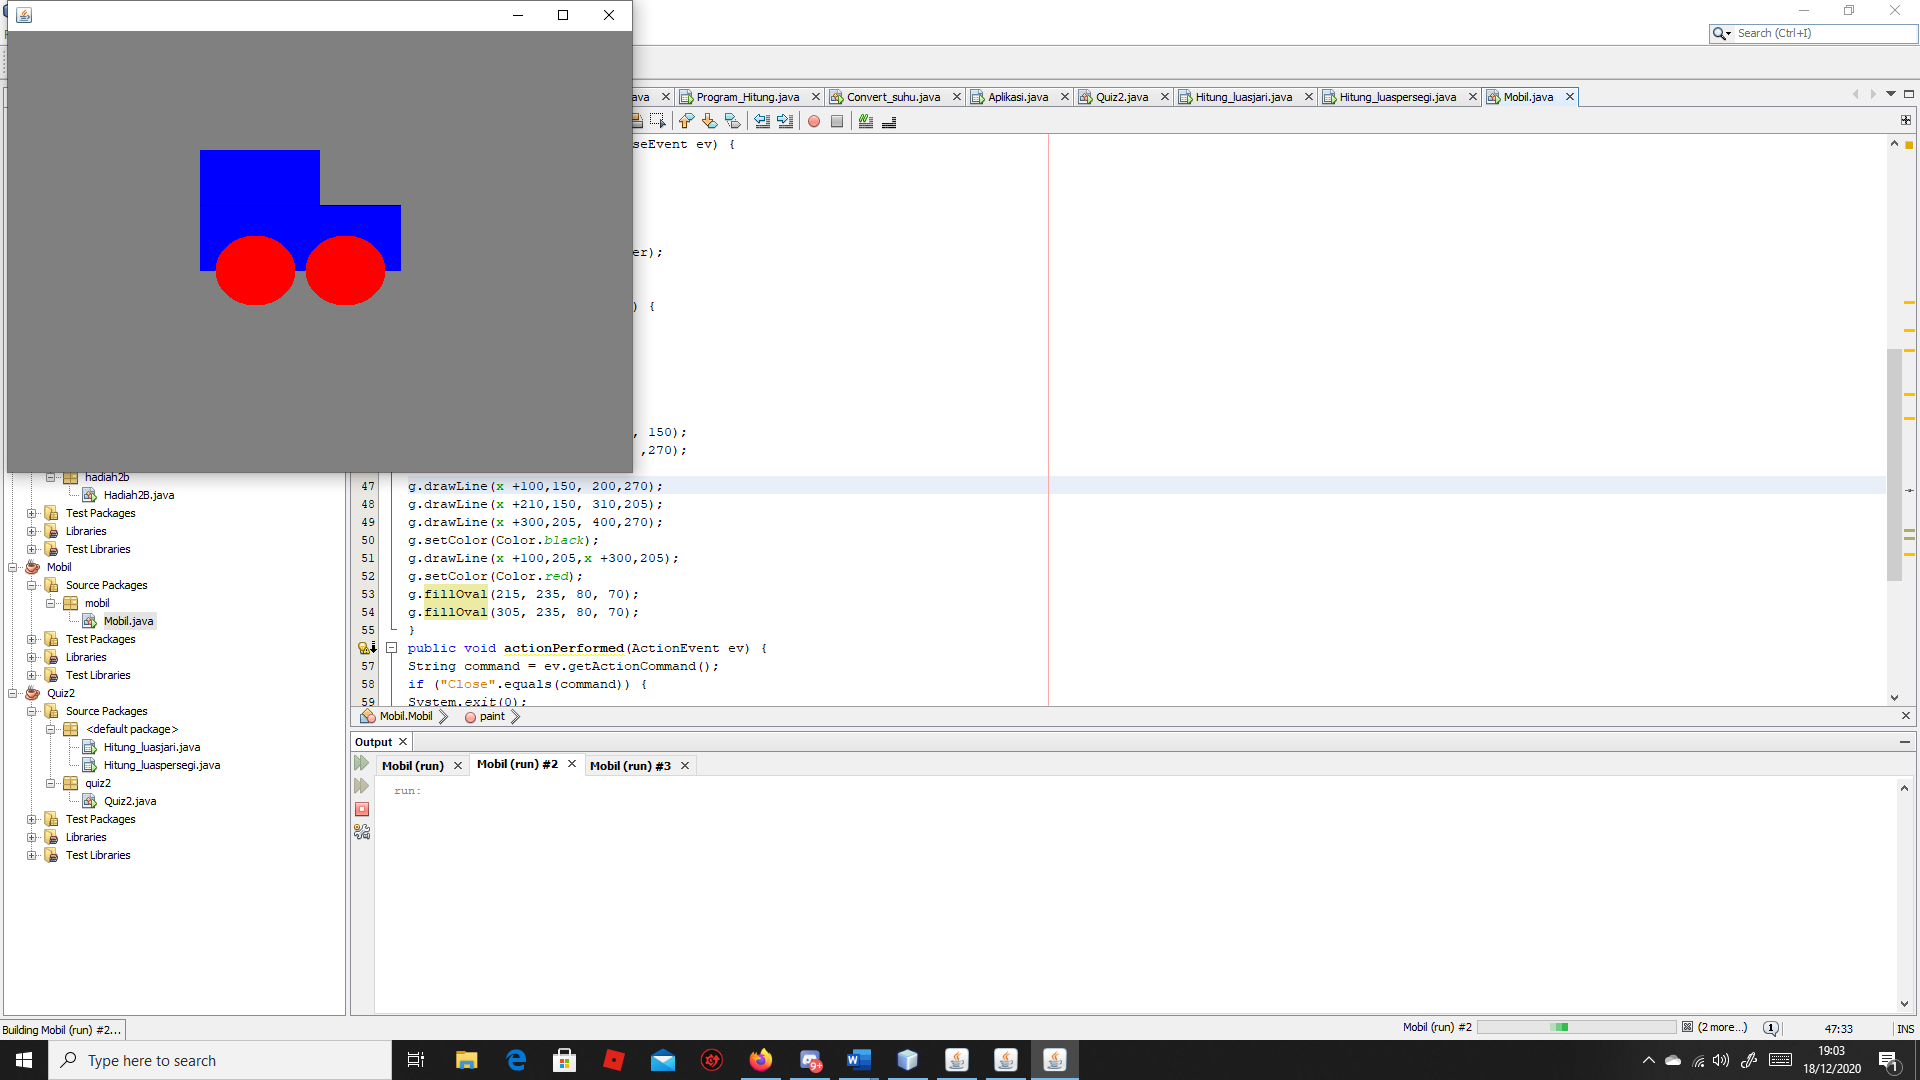 Search (Ctrl+I)
ava
Program_Hitung.java
Convert_suhu.java
Aplikasi.java
Quiz2.java
Hitung_luasjari.java
Hitung_luaspersegi.java
Mobil.java
seEvent ev) {
er);
) {
, 150);
,270);
47 g.drawLine(x +100,150, 200,270);
48 g.drawLine(x +210,150, 310,205);
49 g.drawLine(x +300,205, 400,270);
50 g.setColor(Color.black);
51 g.drawLine(x +100,205,x +300,205);
52 g.setColor(Color.red);
53 g.fillOval(215, 235, 80, 70);
54 g.fillOval(305, 235, 80, 70);
55 }
public void actionPerformed(ActionEvent ev) {
57 String command = ev.getActionCommand();
58 if ("Close".equals(command)) {
59 System.exit(0);
Mobil.Mobil
paint
hadiah2b
Hadiah2B.java
Test Packages
Libraries
Test Libraries
Mobil
Source Packages
mobil
Mobil.java
Test Packages
Libraries
Test Libraries
Quiz2
Source Packages
<default package>
Hitung_luasjari.java
Hitung_luaspersegi.java
quiz2
Quiz2.java
Test Packages
Libraries
Test Libraries
Output
Mobil (run)
Mobil (run) #2
Mobil (run) #3
run:
Building Mobil (run) #2...
Mobil (run) #2
(2 more...)
1
47:33
INS
Type here to search
9+
19:03
18/12/2020
1